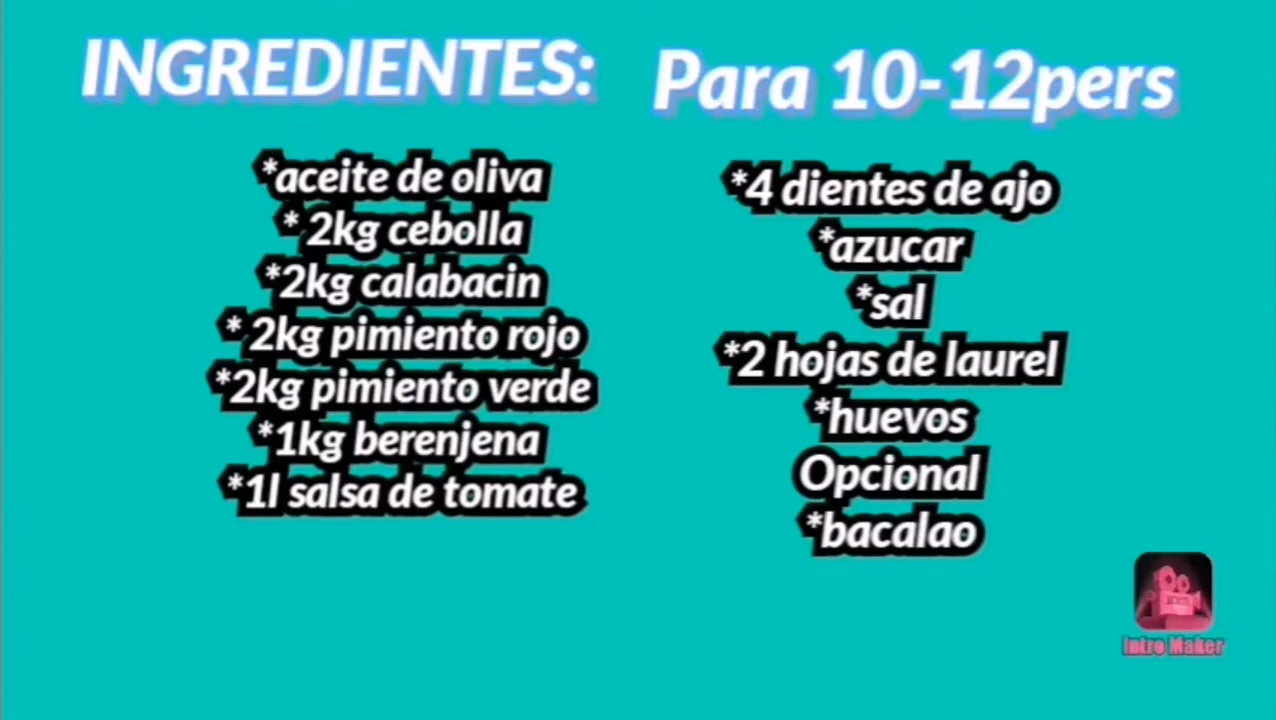 INGREDIENTES:
*aceite de oliva
* 2kg cebolla
*2kg calabacin
* 2kg pimiento rojo
*2kg pimiento verde
*1kg berenjena
*1l salsa de tomate
Para 10-12pers
*4 dientes de ajo
*azucar
*sal
*2 hojas de laurel
*huevos
Opcional
*bacalao
Intro Maker